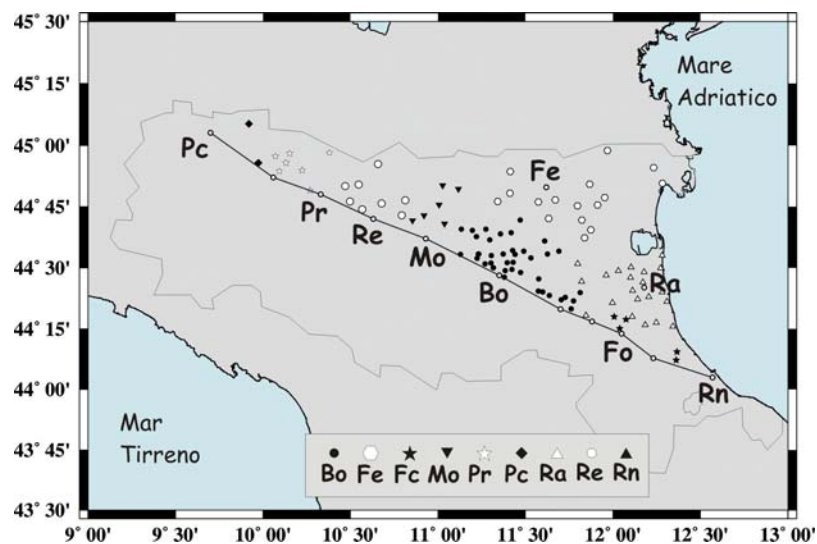 45° 30'
45° 15'
45° 00'
44° 45'
44° 30'
44° 15'
44° 00'
43° 45'
43° 30'
Mare
Adriatico
Pc
Fe
Pr
Re
Mo
Ra
Bo
Fo
Rn
Mar
Tirreno
Bo Fe Fc Mo Pr Pc Ra Re Rn
9° 00' 9° 30' 10° 00' 10° 30' 11° 00' 11° 30' 12° 00' 12° 30' 13° 00'